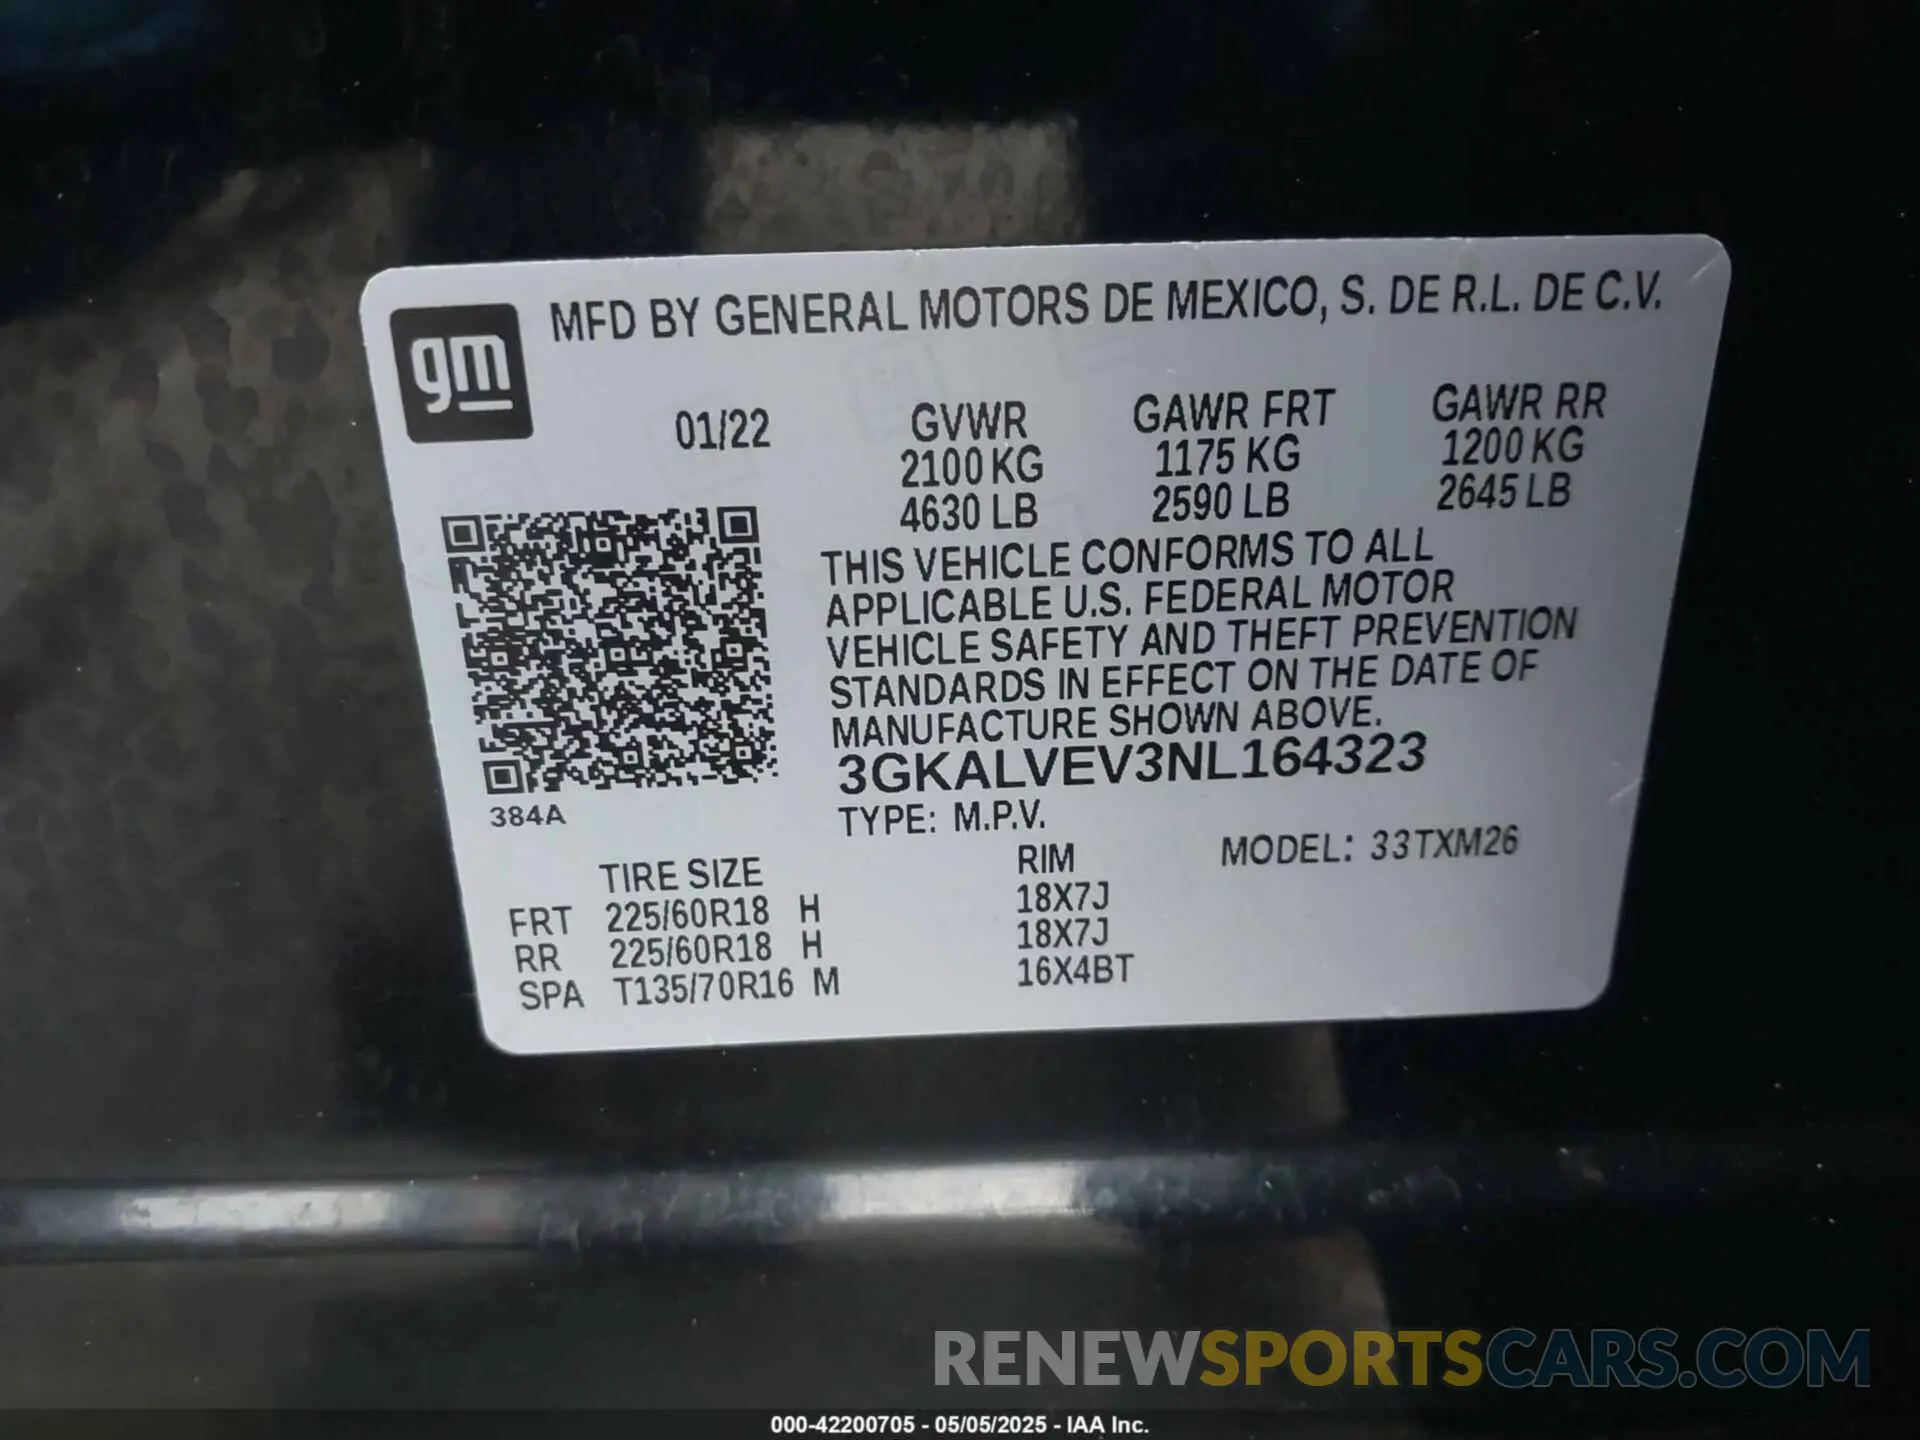 gm
MFD BY GENERAL MOTORS DE MEXICO, S. DE R.L. DE C.V.
01/22
GVWR GAWR FRT GAWR RR
2100 KG 1175 KG 1200 KG
4630 LB 2590 LB 2645 LB
THIS VEHICLE CONFORMS TO ALL
APPLICABLE U.S. FEDERAL MOTOR
VEHICLE SAFETY AND THEFT PREVENTION
STANDARDS IN EFFECT ON THE DATE OF
MANUFACTURE SHOWN ABOVE.
3GKALVEV3NL164323
384A
TYPE: M.P.V.
MODEL: 33TXM26
TIRE SIZE RIM
FRT 225/60R18 H 18X7J
RR 225/60R18 H 18X7J
SPA T135/70R16 M 16X4BT
RENEWSPORTSCARS.COM
000-42200705 - 05/05/2025 - IAA Inc.